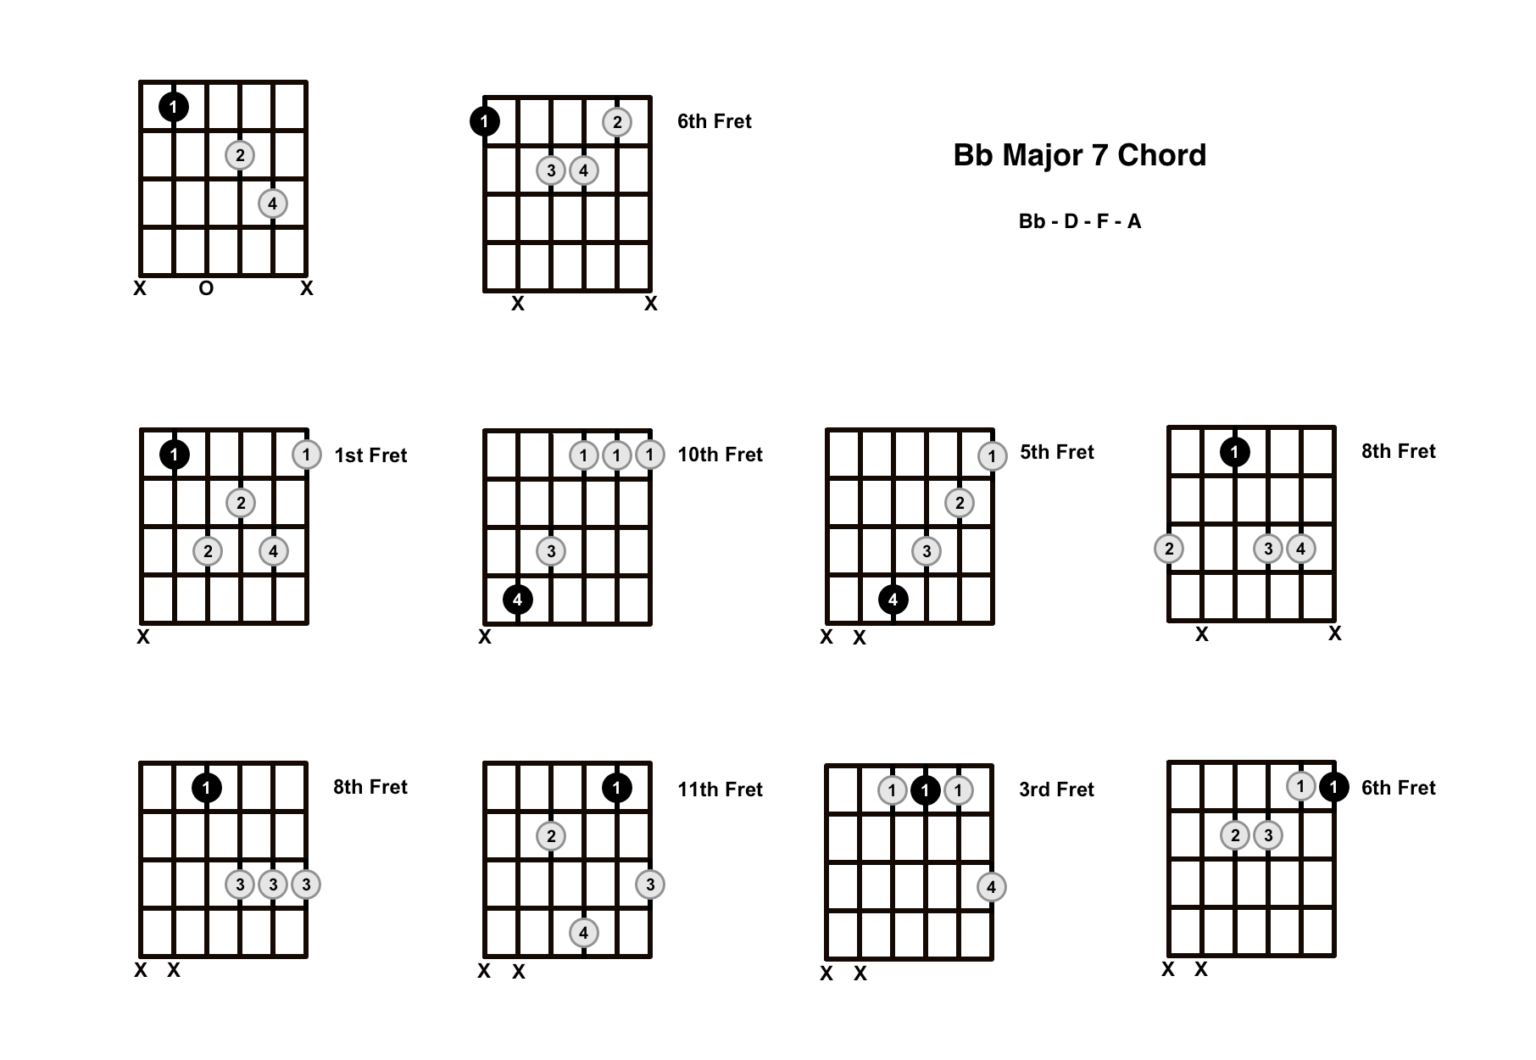 1
2
4
X O X
1 2 6th Fret
3 4
X X
Bb Major 7 Chord
Bb - D - F - A
1 1 1st Fret
2
2 4
X
1 1 1 10th Fret
3
4
X
1 5th Fret
2
3
4
X X
1 8th Fret
2 3 4
X X
1 8th Fret
3 3 3
X X
1 11th Fret
2
3
4
X X
1 1 1 3rd Fret
4
X X
1 1 6th Fret
2 3
X X